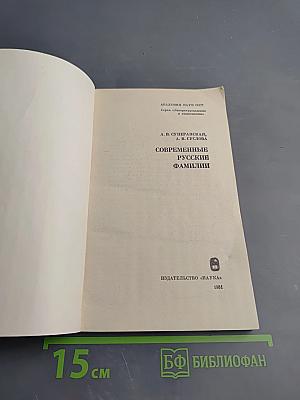 АКАДЕМИЯ НАУК СССР
Серия «Литературоведение
и языкознание»
А. В. СУПЕРАНСКАЯ,
А. В. СУСЛОВА
СОВРЕМЕННЫЕ
РУССКИЕ
ФАМИЛИИ
ИЗДАТЕЛЬСТВО «НАУКА»
1981
15 см
БФ БИБЛИОФАН